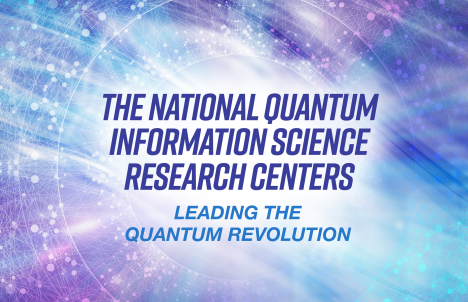 THE NATIONAL QUANTUM
INFORMATION SCIENCE
RESEARCH CENTERS
LEADING THE
QUANTUM REVOLUTION